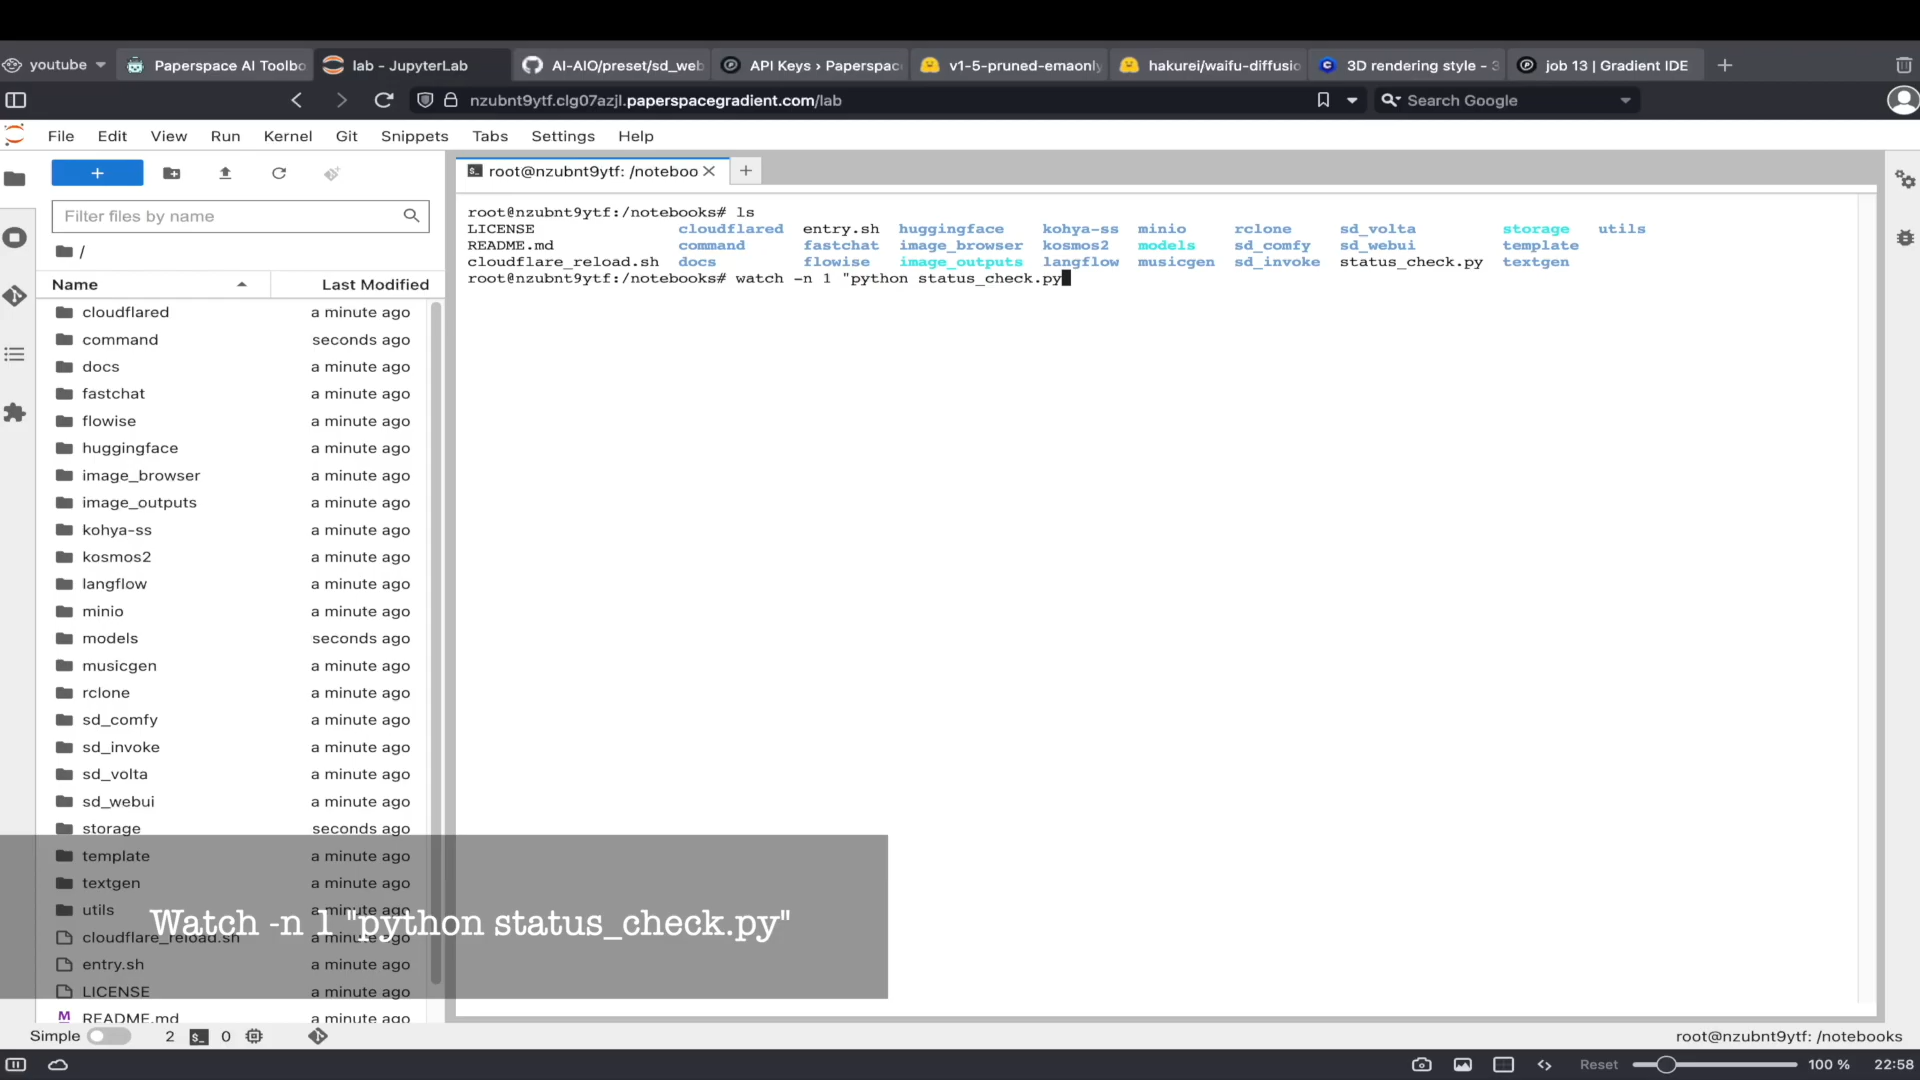 youtube
Paperspace AI Toolbo
lab - JupyterLab
AI-AIO/preset/sd_web
API Keys › Paperspac
v1-5-pruned-emaonly
hakurei/waifu-diffusio
3D rendering style - 3
job 13 | Gradient IDE
nzubnt9ytf.clg07azjl.paperspacegradient.com/lab
Search Google
File Edit View Run Kernel Git Snippets Tabs Settings Help
Filter files by name
/
Name Last Modified
cloudflared a minute ago
command seconds ago
docs a minute ago
fastchat a minute ago
flowise a minute ago
huggingface a minute ago
image_browser a minute ago
image_outputs a minute ago
kohya-ss a minute ago
kosmos2 a minute ago
langflow a minute ago
minio a minute ago
models seconds ago
musicgen a minute ago
rclone a minute ago
sd_comfy a minute ago
sd_invoke a minute ago
sd_volta a minute ago
sd_webui a minute ago
storage seconds ago
template a minute ago
textgen a minute ago
utils a minute ago
cloudflare_reload.sh a minute ago
entry.sh a minute ago
LICENSE a minute ago
README.md a minute ago
root@nzubnt9ytf: /noteboo
root@nzubnt9ytf:/notebooks# ls
LICENSE cloudflared entry.sh huggingface kohya-ss minio rclone sd_volta storage utils
README.md command fastchat image_browser kosmos2 models sd_comfy sd_webui template
cloudflare_reload.sh docs flowise image_outputs langflow musicgen sd_invoke status_check.py textgen
root@nzubnt9ytf:/notebooks# watch -n 1 "python status_check.py
Watch -n 1 "python status_check.py"
Simple 2 0
root@nzubnt9ytf: /notebooks
Reset 100 % 22:58